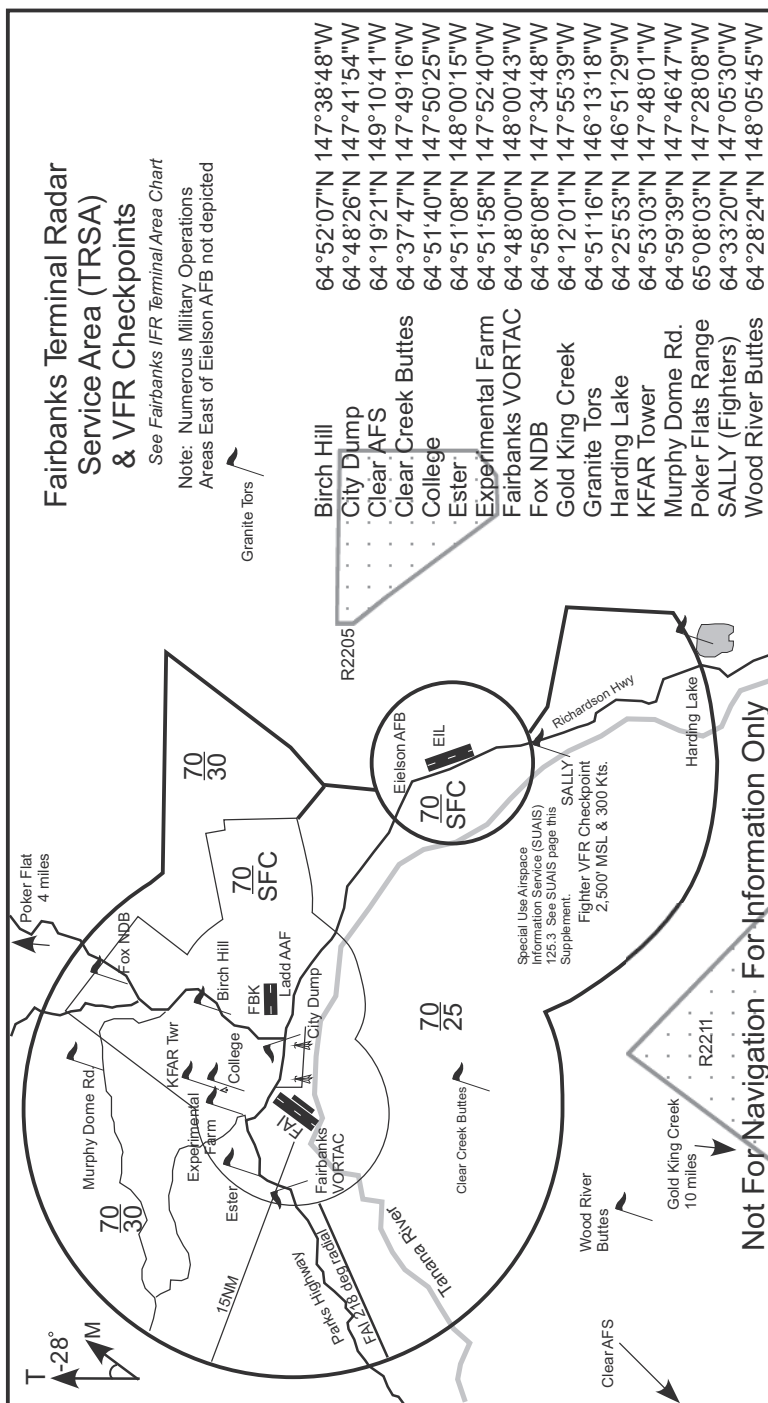 Fairbanks Terminal Radar
Service Area (TRSA)
& VFR Checkpoints
See Fairbanks IFR Terminal Area Chart
Note: Numerous Military Operations
Areas East of Eielson AFB not depicted
T
-28°
M
Poker Flat
4 miles
Fox NDB
Murphy Dome Rd.
70
30
70
30
Granite Tors
KFAR Twr
Birch Hill
College
Experimental
Farm
FBK
Ladd AAF
70
SFC
Ester
City Dump
FAI
Fairbanks
VORTAC
15NM
Parks Highway
FAI 218 deg radial
Tanana River
R2205
Eielson AFB
EIL
70
SFC
70
25
Clear Creek Buttes
Special Use Airspace
Information Service (SUAIS)
125.3 See SUAIS page this
Supplement.
SALLY
Fighter VFR Checkpoint
2,500' MSL & 300 Kts.
Richardson Hwy
Harding Lake
R2211
Wood River
Buttes
Gold King Creek
10 miles
Clear AFS
Birch Hill 64°52'07"N 147°38'48"W
City Dump 64°48'26"N 147°41'54"W
Clear AFS 64°19'21"N 149°10'41"W
Clear Creek Buttes 64°37'47"N 147°49'16"W
College 64°51'40"N 147°50'25"W
Ester 64°51'08"N 148°00'15"W
Experimental Farm 64°51'58"N 147°52'40"W
Fairbanks VORTAC 64°48'00"N 148°00'43"W
Fox NDB 64°58'08"N 147°34'48"W
Gold King Creek 64°12'01"N 147°55'39"W
Granite Tors 64°51'16"N 146°13'18"W
Harding Lake 64°25'53"N 146°51'29"W
KFAR Tower 64°53'03"N 147°48'01"W
Murphy Dome Rd. 64°59'39"N 147°46'47"W
Poker Flats Range 65°08'03"N 147°28'08"W
SALLY (Fighters) 64°33'20"N 147°05'30"W
Wood River Buttes 64°28'24"N 148°05'45"W
Not For Navigation For Information Only